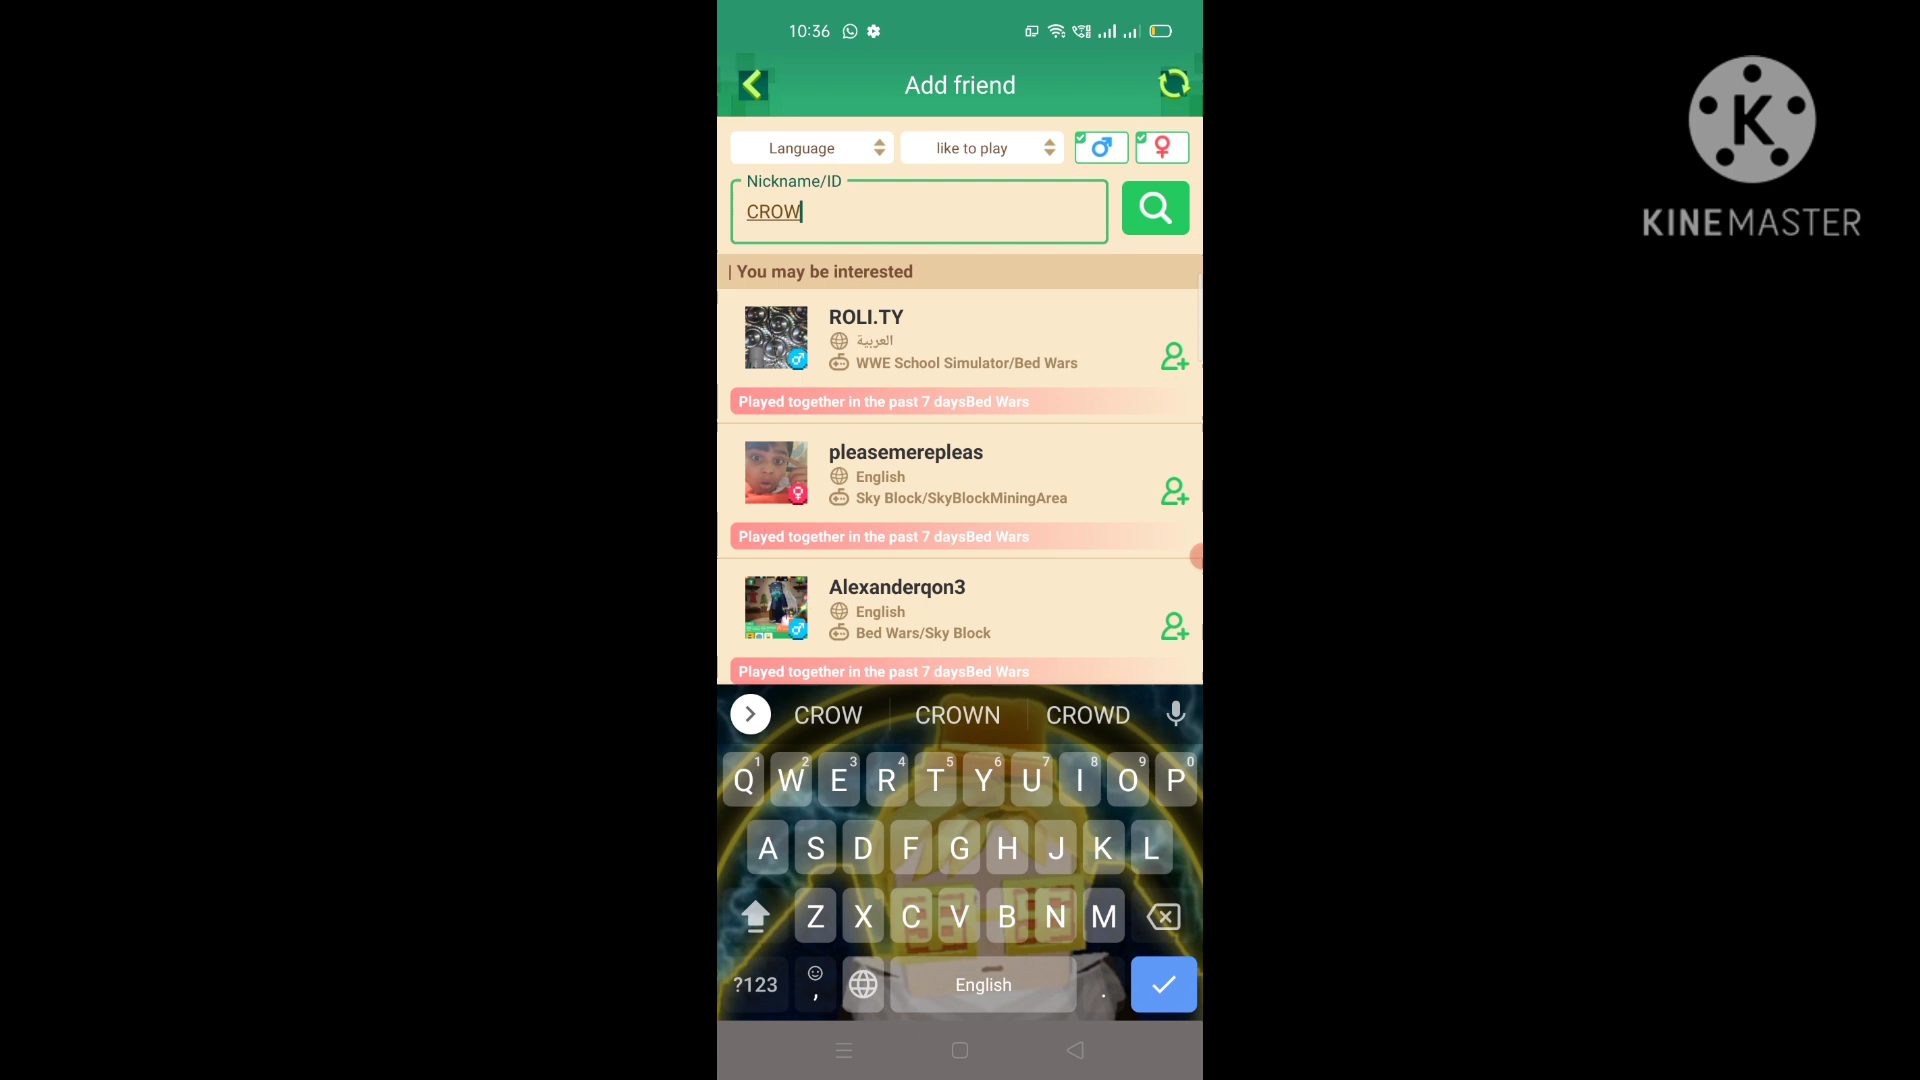 10:36
Add friend
Language
like to play
Nickname/ID
CROW
| You may be interested
ROLI.TY
العربية
WWE School Simulator/Bed Wars
Played together in the past 7 daysBed Wars
pleasemerepleas
English
Sky Block/SkyBlockMiningArea
Played together in the past 7 daysBed Wars
Alexanderqon3
English
Bed Wars/Sky Block
Played together in the past 7 daysBed Wars
CROW CROWN CROWD
1 2 3 4 5 6 7 8 9 0
Q W E R T Y U I O P
A S D F G H J K L
Z X C V B N M
?123 , English .
K
KINEMASTER